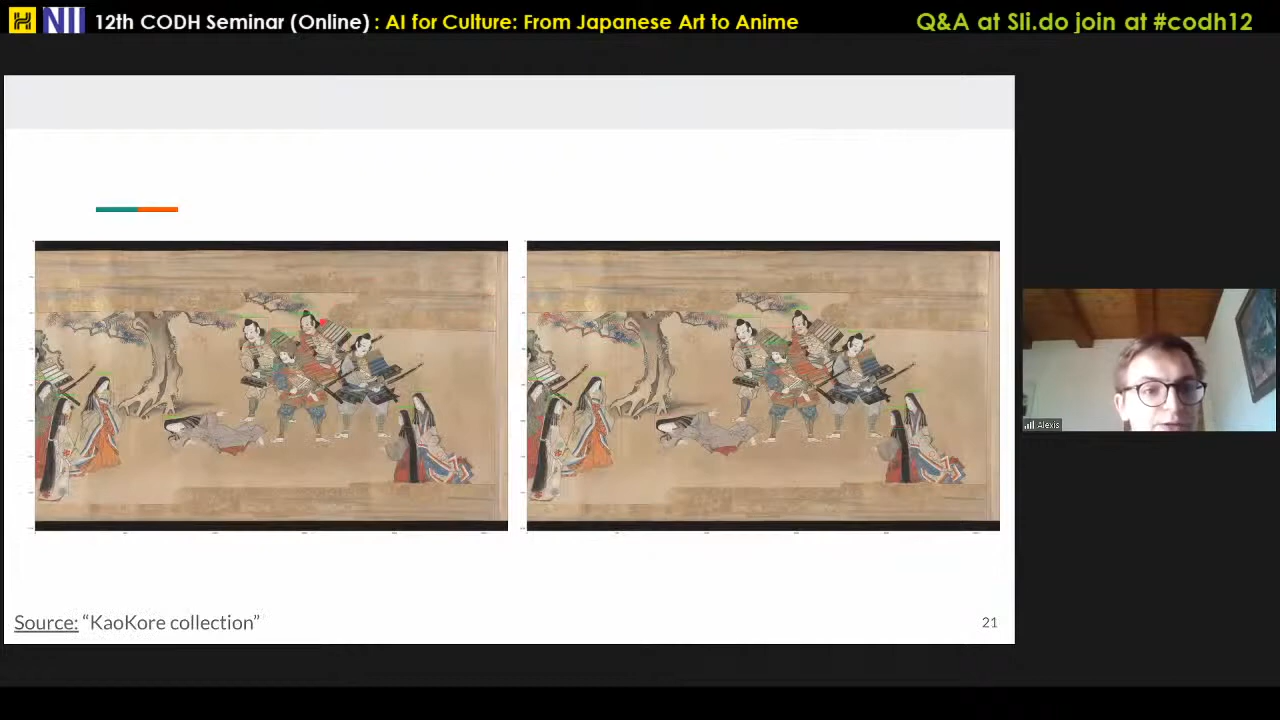 NII 12th CODH Seminar (Online) : AI for Culture: From Japanese Art to Anime
Q&A at Sli.do join at #codh12
Alexis
Source: “KaoKore collection”
21